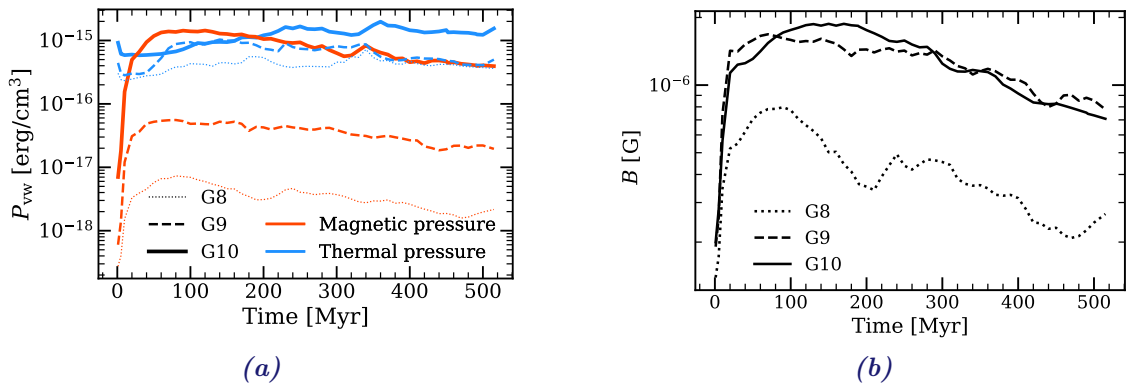 10⁻¹⁵
10⁻¹⁶
10⁻¹⁷
10⁻¹⁸
P_vw [erg/cm³]
G8
G9
G10
Magnetic pressure
Thermal pressure
0 100 200 300 400 500
Time [Myr]
(a)
10⁻⁶
B [G]
G8
G9
G10
0 100 200 300 400 500
Time [Myr]
(b)